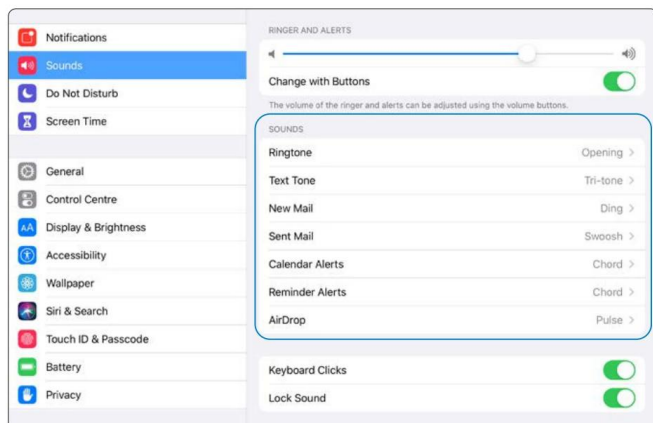 Notifications
Sounds
Do Not Disturb
Screen Time
General
Control Centre
AA Display & Brightness
Accessibility
Wallpaper
Siri & Search
Touch ID & Passcode
Battery
Privacy
RINGER AND ALERTS
Change with Buttons
The volume of the ringer and alerts can be adjusted using the volume buttons.
SOUNDS
Ringtone Opening >
Text Tone Tri-tone >
New Mail Ding >
Sent Mail Swoosh >
Calendar Alerts Chord >
Reminder Alerts Chord >
AirDrop Pulse >
Keyboard Clicks
Lock Sound